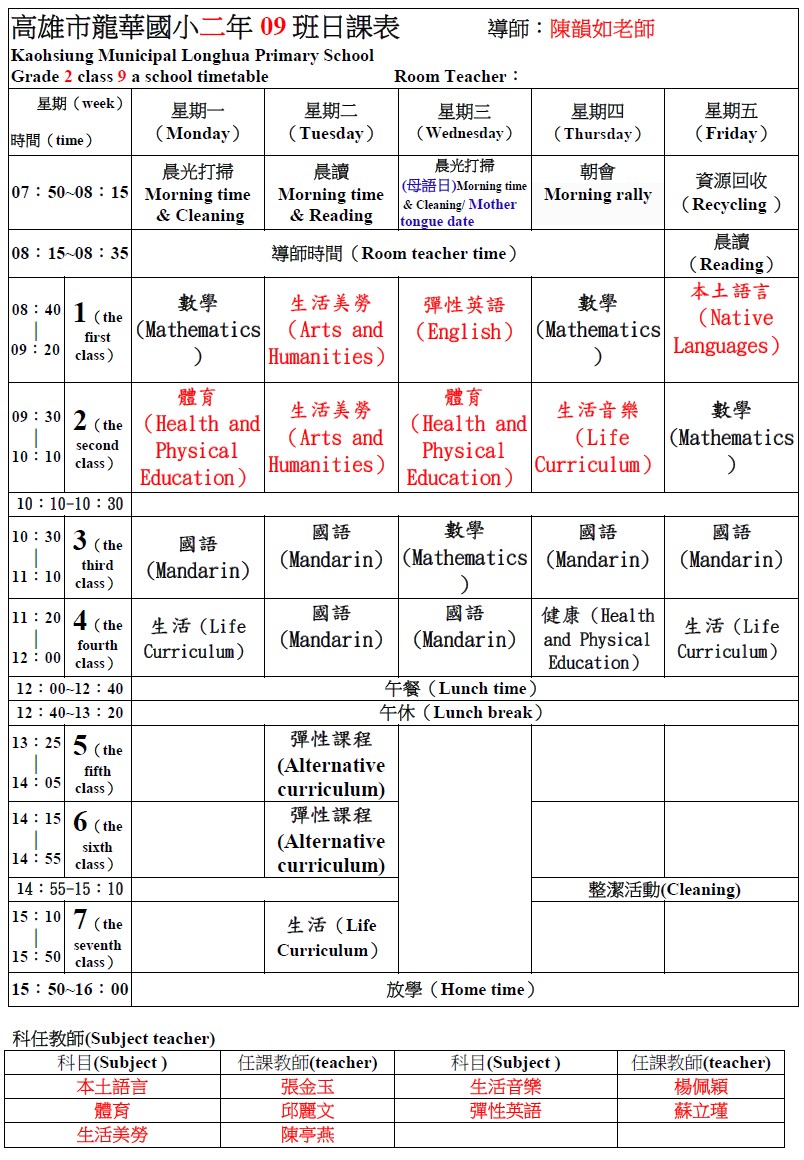 高雄市龍華國小二年 09 班日課表 導師：陳韻如老師
Kaohsiung Municipal Longhua Primary School
Grade 2 class 9 a school timetable Room Teacher：
星期（week）
時間（time）
星期一
（Monday）
星期二
（Tuesday）
星期三
（Wednesday）
星期四
（Thursday）
星期五
（Friday）
07：50~08：15
晨光打掃
Morning time
& Cleaning
晨讀
Morning time
& Reading
晨光打掃
(母語日)Morning time
& Cleaning/ Mother
tongue date
朝會
Morning rally
資源回收
（Recycling ）
08：15~08：35
導師時間（Room teacher time）
晨讀
（Reading）
08：40
|
09：20
1（the
first
class）
數學
(Mathematics
)
生活美勞
（Arts and
Humanities）
彈性英語
(English）
數學
(Mathematics
)
本土語言
（Native
Languages）
09：30
|
10：10
2（the
second
class）
體育
（Health and
Physical
Education）
生活美勞
（Arts and
Humanities）
體育
（Health and
Physical
Education）
生活音樂
（Life
Curriculum）
數學
(Mathematics
)
10：10-10：30
10：30
|
11：10
3（the
third
class）
國語
(Mandarin)
國語
(Mandarin)
數學
(Mathematics
)
國語
(Mandarin)
國語
(Mandarin)
11：20
|
12：00
4（the
fourth
class）
生活（Life
Curriculum）
國語
(Mandarin)
國語
(Mandarin)
健康（Health
and Physical
Education）
生活（Life
Curriculum）
12：00~12：40
午餐（Lunch time）
12：40~13：20
午休（Lunch break）
13：25
|
14：05
5（the
fifth
class）
彈性課程
(Alternative
curriculum)
14：15
|
14：55
6（the
sixth
class）
彈性課程
(Alternative
curriculum)
14：55-15：10
整潔活動(Cleaning)
15：10
|
15：50
7（the
seventh
class）
生活（Life
Curriculum）
15：50~16：00
放學（Home time）
科任教師(Subject teacher)
科目(Subject ) 任課教師(teacher) 科目(Subject ) 任課教師(teacher)
本土語言 張金玉 生活音樂 楊佩穎
體育 邱麗文 彈性英語 蘇立瑾
生活美勞 陳亭燕